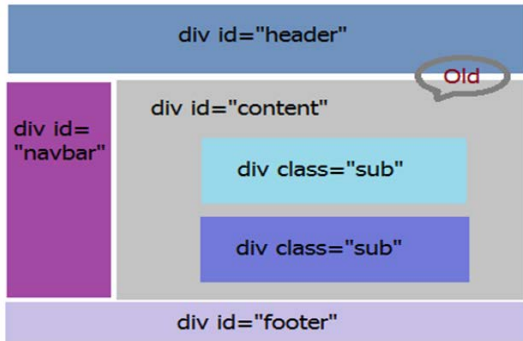 div id="header"
Old
div id="content"
div id=
"navbar"
div class="sub"
div class="sub"
div id="footer"